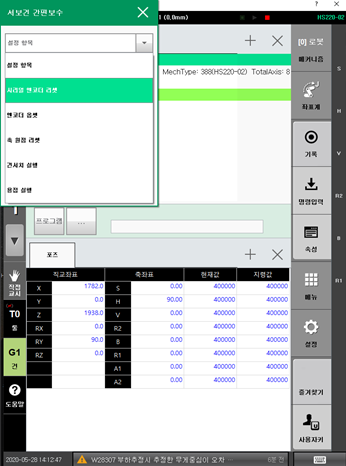 서보건 간편보수
1 (0,0mm)
HS220-02
설정 항목
[0] 로봇
메커니즘
설정 항목
MechType: 388(HS220-02) TotalAxis: 8
시리얼 엔코더 리셋
좌표계
엔코더 옵셋
축 원점 리셋
건서치 실행
기록
용접 실행
명령입력
프로그램
...
속성
포즈
직교좌표
축좌표
현재값
지령값
X 1782.0 S 0.00 400000 400000
Y 0.0 H 90.00 400000 400000
Z 1938.0 V 0.00 400000 400000
RX 0.0 R2 0.00 400000 400000
RY 90.0 B 0.00 400000 400000
RZ 0.0 R1 0.00 400000 400000
A1 0.00 400000 400000
A2 0.00 400000 400000
직접
교시
T0
툴
G1
건
도움말
메뉴
설정
즐겨찾기
사용자키
S
H
V
R2
B
R1
2020-05-28 14:12:47
W28307 부하추정시 추정한 무게중심이 오차 ...
6분 전